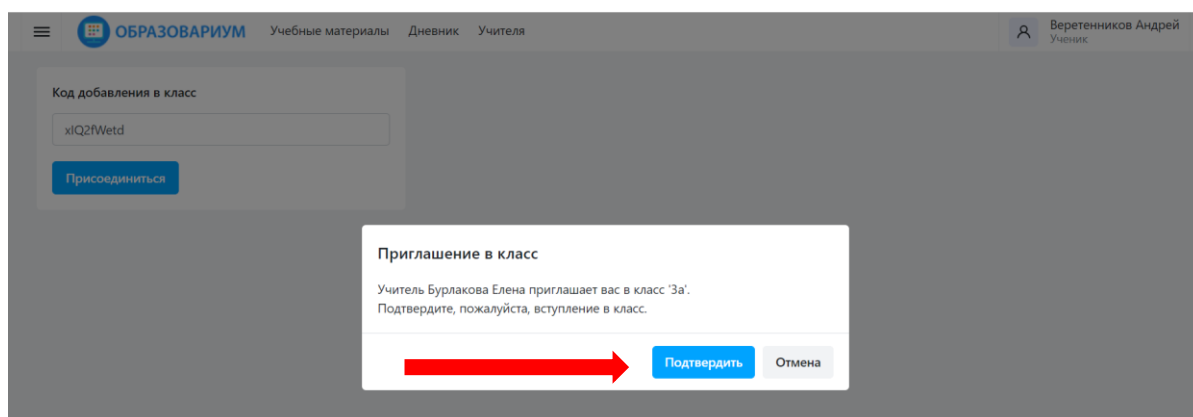 ОБРАЗОВАРИУМ Учебные материалы Дневник Учителя Веретенников Андрей
Ученик
Код добавления в класс
xIQ2fWetd
Присоединиться
Приглашение в класс
Учитель Бурлакова Елена приглашает вас в класс '3а'.
Подтвердите, пожалуйста, вступление в класс.
Подтвердить Отмена